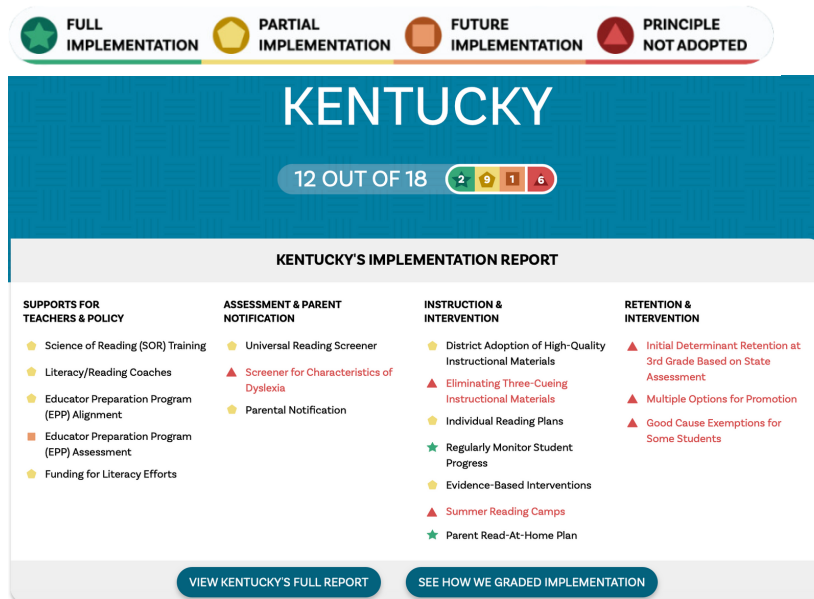 FULL
IMPLEMENTATION
PARTIAL
IMPLEMENTATION
FUTURE
IMPLEMENTATION
PRINCIPLE
NOT ADOPTED
KENTUCKY
12 OUT OF 18
2
9
1
6
KENTUCKY'S IMPLEMENTATION REPORT
SUPPORTS FOR
TEACHERS & POLICY
Science of Reading (SOR) Training
Literacy/Reading Coaches
Educator Preparation Program
(EPP) Alignment
Educator Preparation Program
(EPP) Assessment
Funding for Literacy Efforts
ASSESSMENT & PARENT
NOTIFICATION
Universal Reading Screener
Screener for Characteristics of
Dyslexia
Parental Notification
INSTRUCTION &
INTERVENTION
District Adoption of High-Quality
Instructional Materials
Eliminating Three-Cueing
Instructional Materials
Individual Reading Plans
Regularly Monitor Student
Progress
Evidence-Based Interventions
Summer Reading Camps
Parent Read-At-Home Plan
RETENTION &
INTERVENTION
Initial Determinant Retention at
3rd Grade Based on State
Assessment
Multiple Options for Promotion
Good Cause Exemptions for
Some Students
VIEW KENTUCKY'S FULL REPORT
SEE HOW WE GRADED IMPLEMENTATION